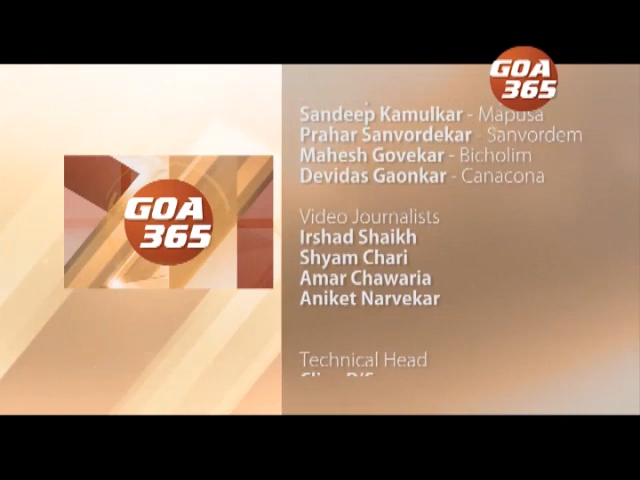 GOA
365
Sandeep Kamulkar - Mapusa
Prahar Sanvordekar - Sanvordem
Mahesh Govekar - Bicholim
Devidas Gaonkar - Canacona
GOA
365
Video Journalists
Irshad Shaikh
Shyam Chari
Amar Chawaria
Aniket Narvekar
Technical Head